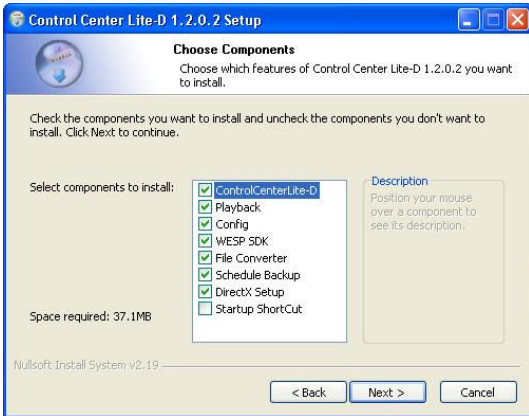 Control Center Lite-D 1.2.0.2 Setup
Choose Components
Choose which features of Control Center Lite-D 1.2.0.2 you want
to install.
Check the components you want to install and uncheck the components you don't want to
install. Click Next to continue.
Select components to install:
ControlCenterLite-D
Playback
Config
WESP SDK
File Converter
Schedule Backup
DirectX Setup
Startup ShortCut
Description
Position your mouse
over a component to
see its description.
Space required: 37.1MB
Nullsoft Install System v2.19
< Back
Next >
Cancel